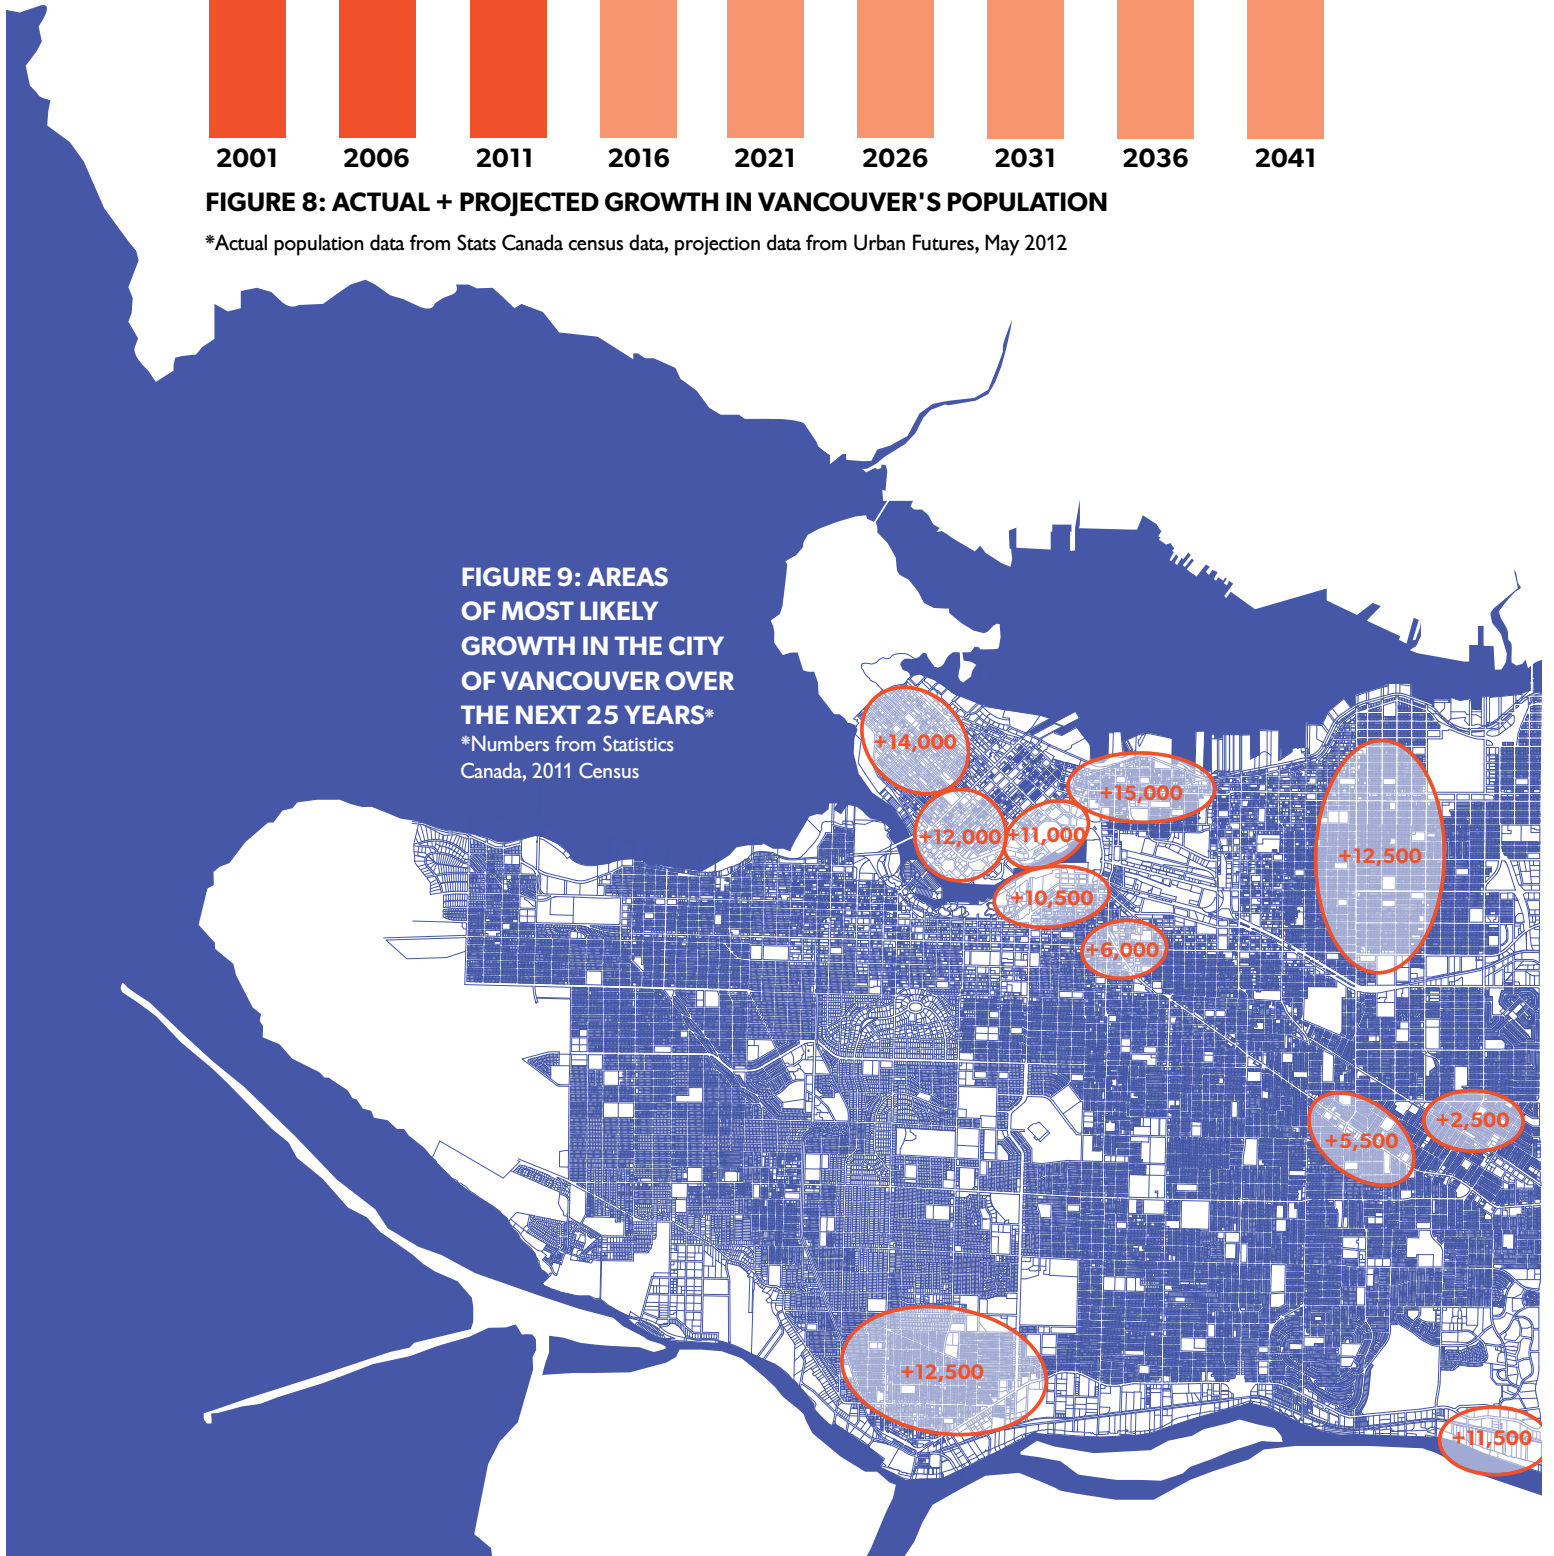 2001 2006 2011 2016 2021 2026 2031 2036 2041
FIGURE 8: ACTUAL + PROJECTED GROWTH IN VANCOUVER'S POPULATION
*Actual population data from Stats Canada census data, projection data from Urban Futures, May 2012
FIGURE 9: AREAS
OF MOST LIKELY
GROWTH IN THE CITY
OF VANCOUVER OVER
THE NEXT 25 YEARS*
*Numbers from Statistics
Canada, 2011 Census
+14,000
+15,000
+12,000
+11,000
+12,500
+10,500
+6,000
+2,500
+5,500
+12,500
+11,500